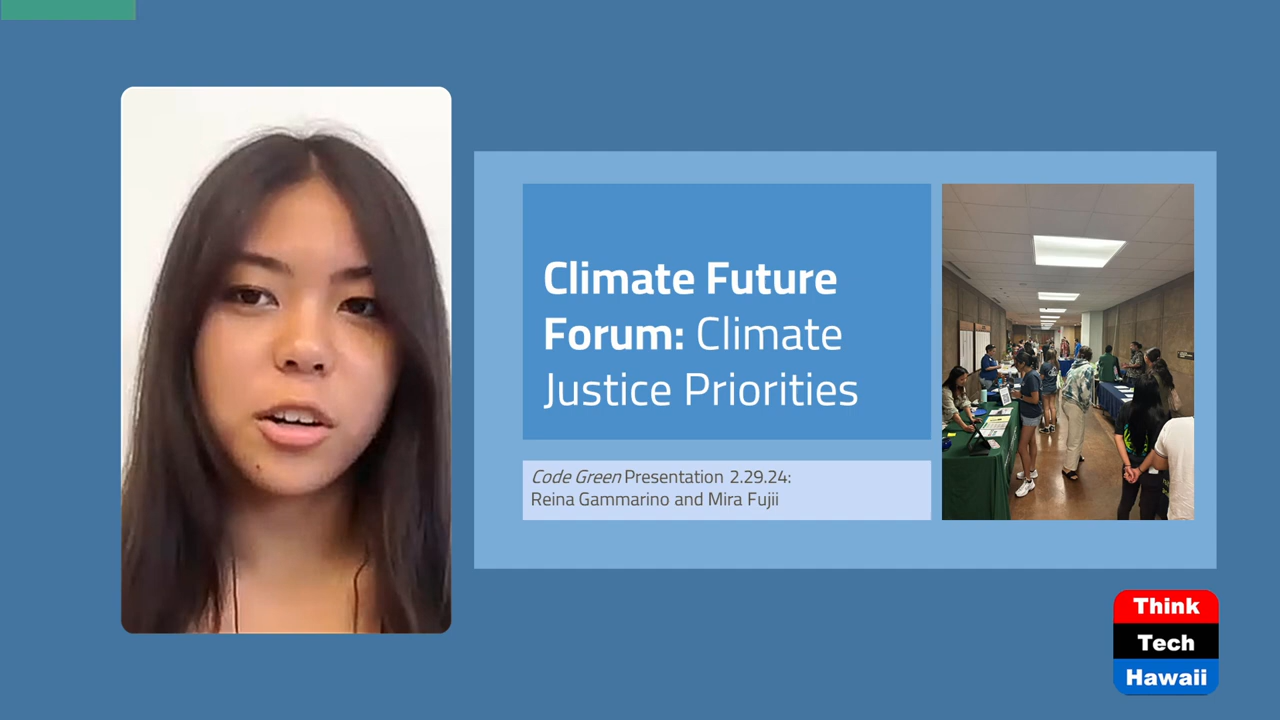 Climate Future
Forum: Climate
Justice Priorities
Code Green Presentation 2.29.24:
Reina Gammarino and Mira Fujii
Think
Tech
Hawaii